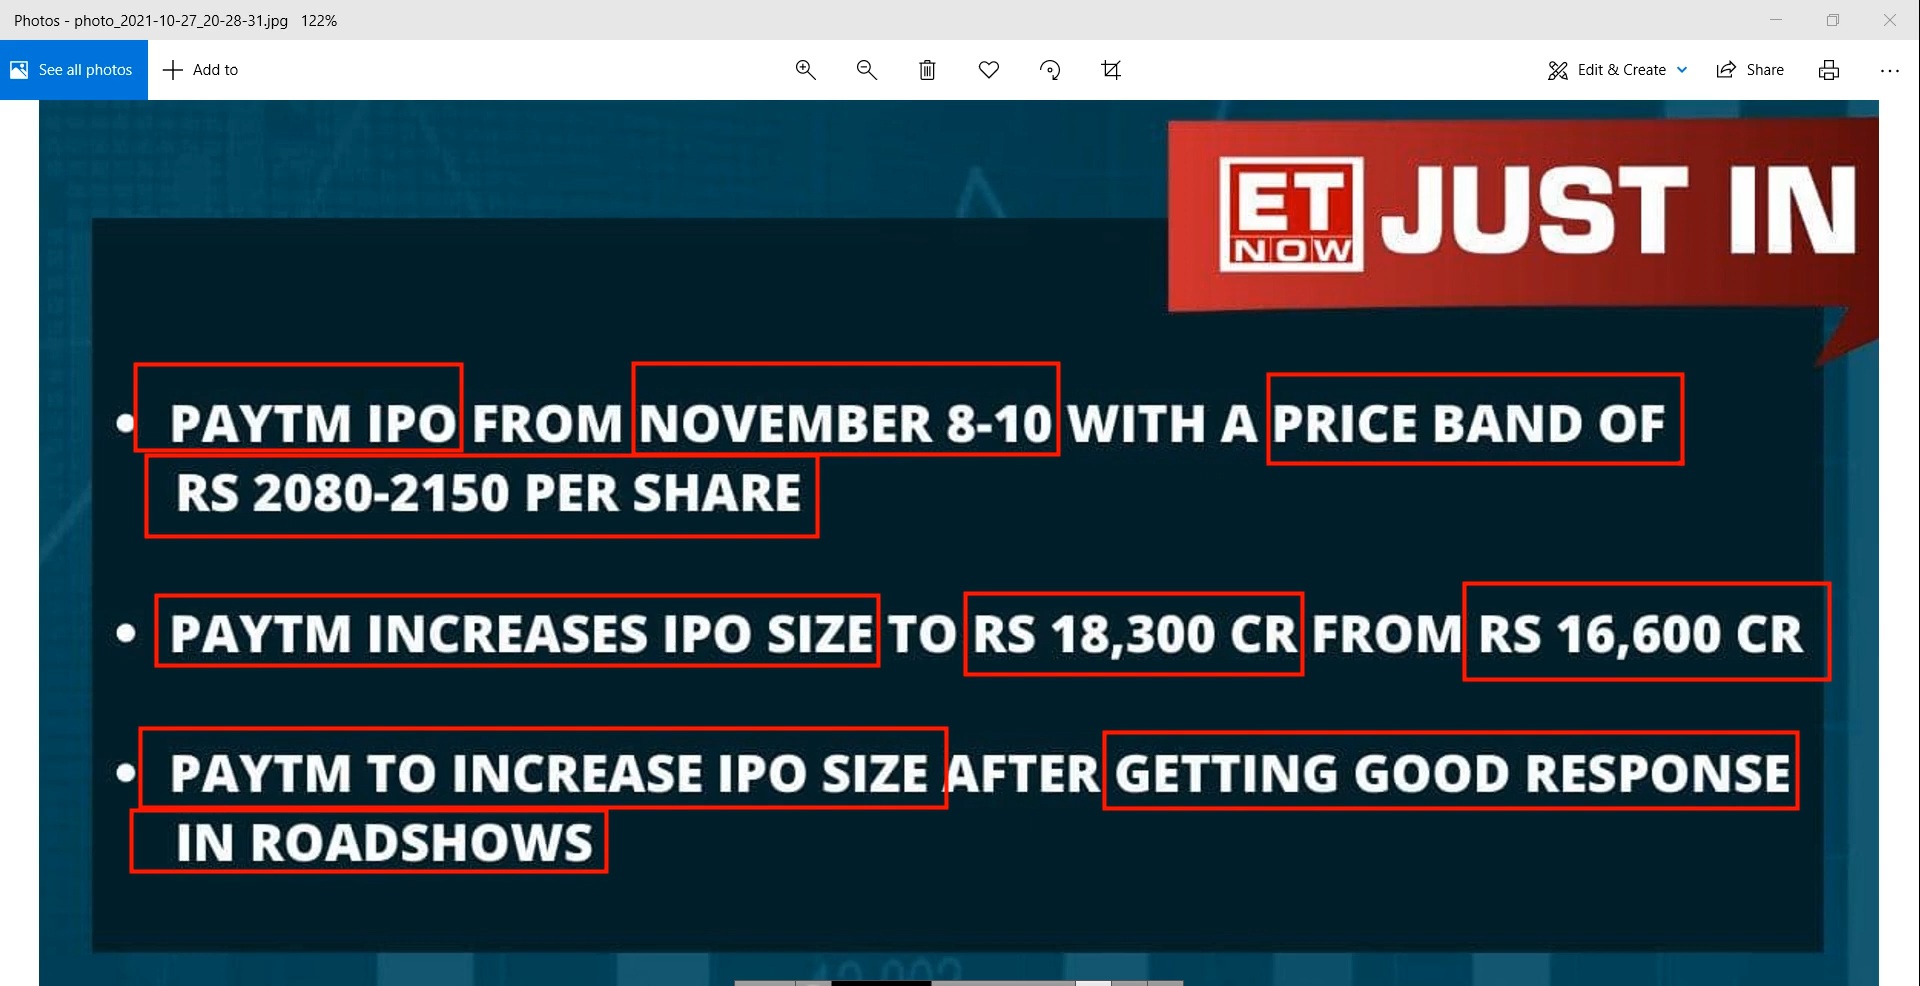 Photos - photo_2021-10-27_20-28-31.jpg 122%
See all photos
Add to
Edit & Create
Share
ET
NOW
JUST IN
• PAYTM IPO FROM NOVEMBER 8-10 WITH A PRICE BAND OF
RS 2080-2150 PER SHARE
• PAYTM INCREASES IPO SIZE TO RS 18,300 CR FROM RS 16,600 CR
• PAYTM TO INCREASE IPO SIZE AFTER GETTING GOOD RESPONSE
IN ROADSHOWS